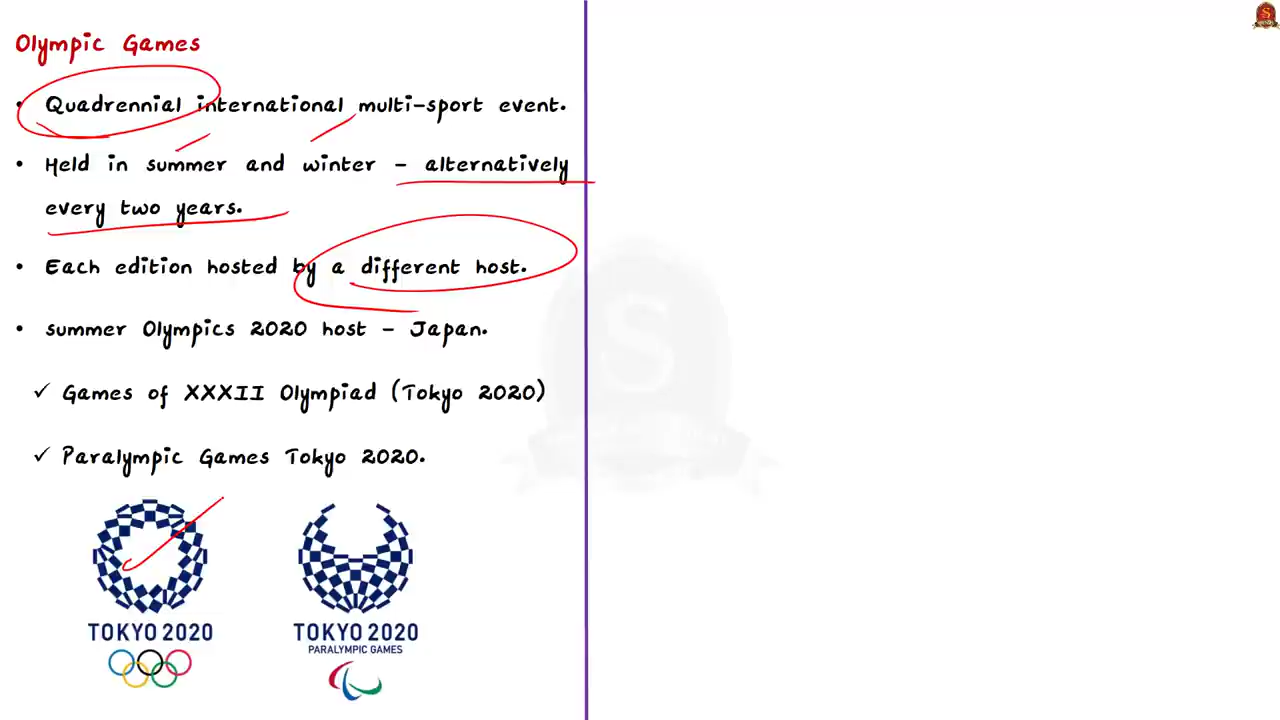 Olympic Games
• Quadrennial international multi-sport event.
• Held in summer and winter - alternatively
every two years.
• Each edition hosted by a different host.
• summer Olympics 2020 host - Japan.
✓ Games of XXXII Olympiad (Tokyo 2020)
✓ Paralympic Games Tokyo 2020.
TOKYO 2020
TOKYO 2020
PARALYMPIC GAMES